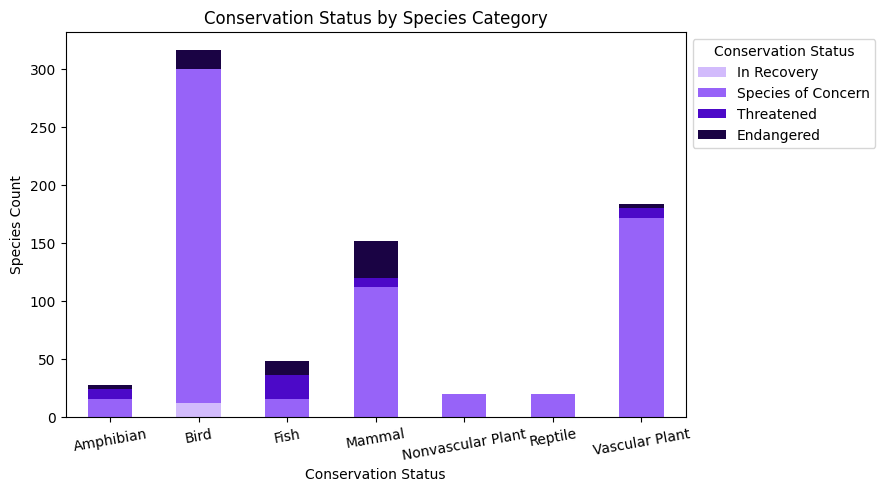 Conservation Status by Species Category
Conservation Status
In Recovery
Species of Concern
Threatened
Endangered
Species Count
300
250
200
150
100
50
0
Amphibian
Bird
Fish
Mammal
Nonvascular Plant
Reptile
Vascular Plant
Conservation Status